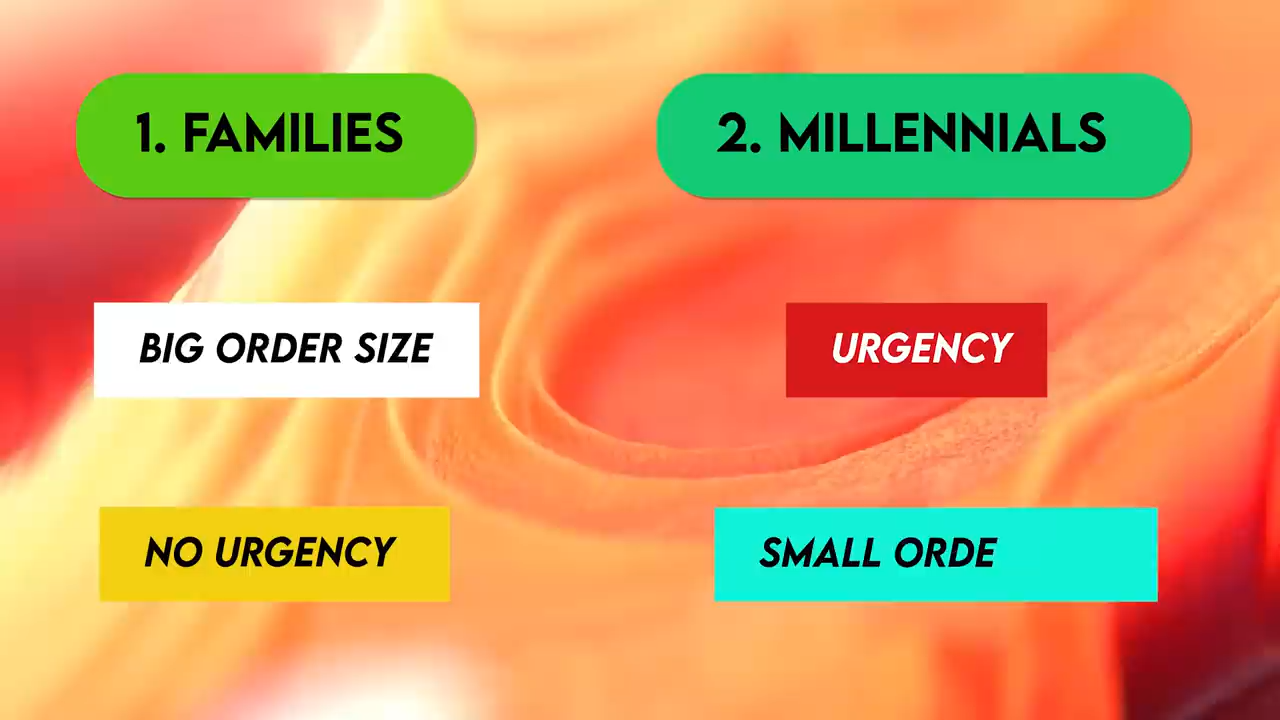 1. FAMILIES
2. MILLENNIALS
BIG ORDER SIZE
URGENCY
NO URGENCY
SMALL ORDE